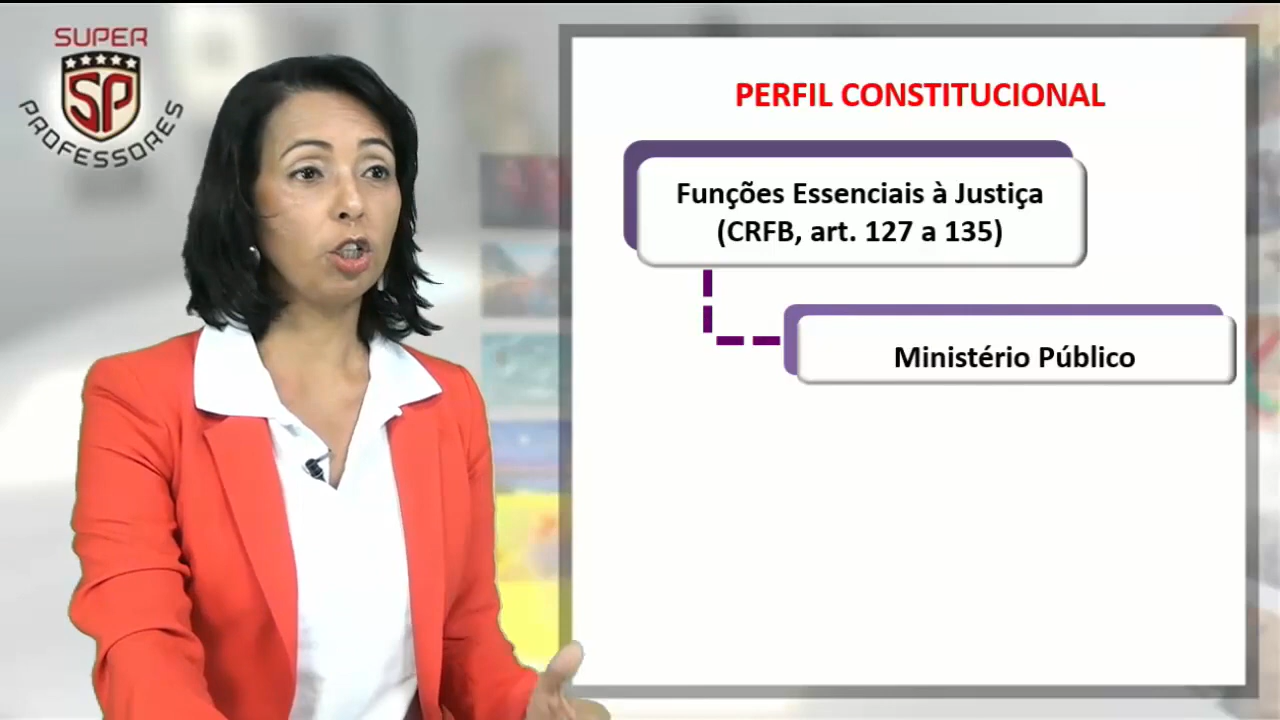 SUPER
SP
PROFESSORES
PERFIL CONSTITUCIONAL
Funções Essenciais à Justiça
(CRFB, art. 127 a 135)
Ministério Público